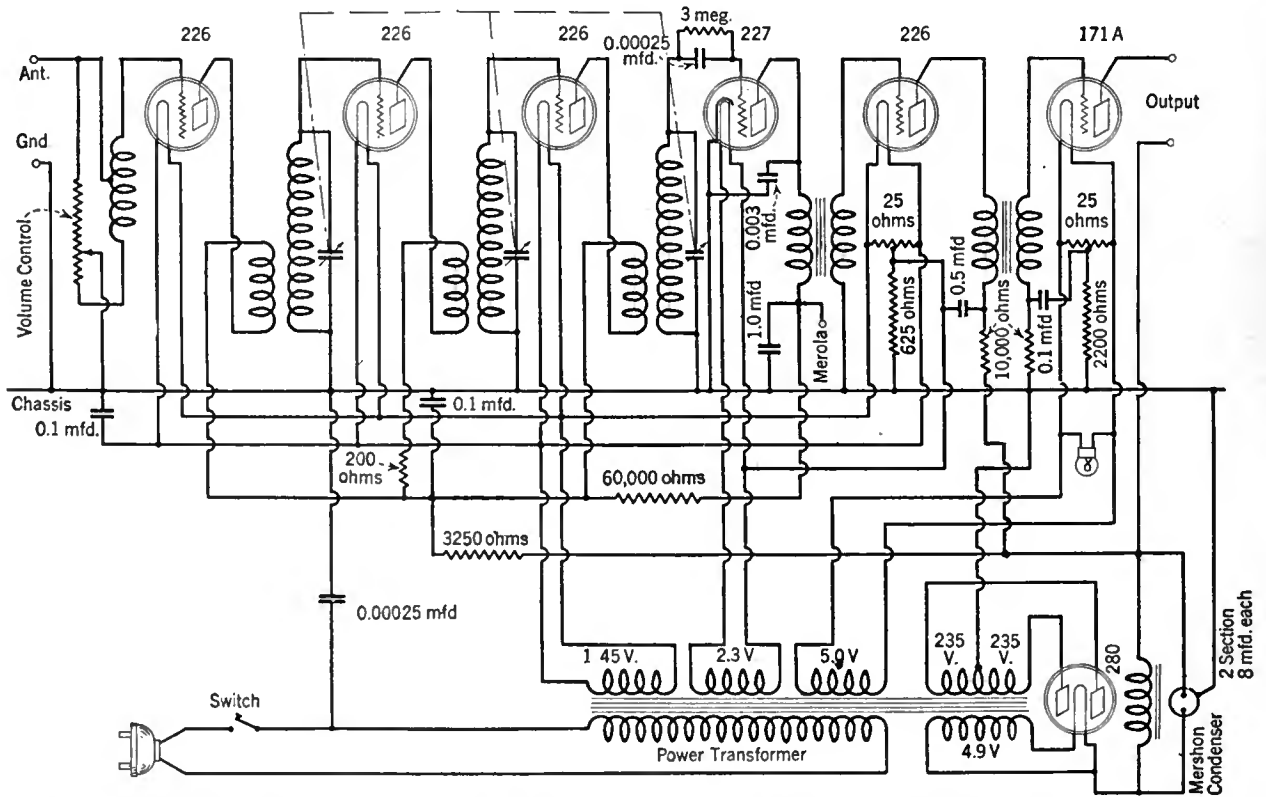 226
226
226
3 meg.
0.00025
mfd.
227
226
171 A
Ant.
Gnd
Volume Control
Output
0.003
mfd.
1.0 mfd
Merola
25
ohms
625 ohms
0.5 mfd
10,000 ohms
0.1 mfd
25
ohms
2200 ohms
Chassis
0.1 mfd.
0.1 mfd.
200
ohms
60,000 ohms
3250 ohms
0.00025 mfd
1 45 V.
2.3 V
5.0 V
235
V.
235
V.
280
2 Section
8 mfd. each
Switch
Power Transformer
4.9 V
Mershon
Condenser